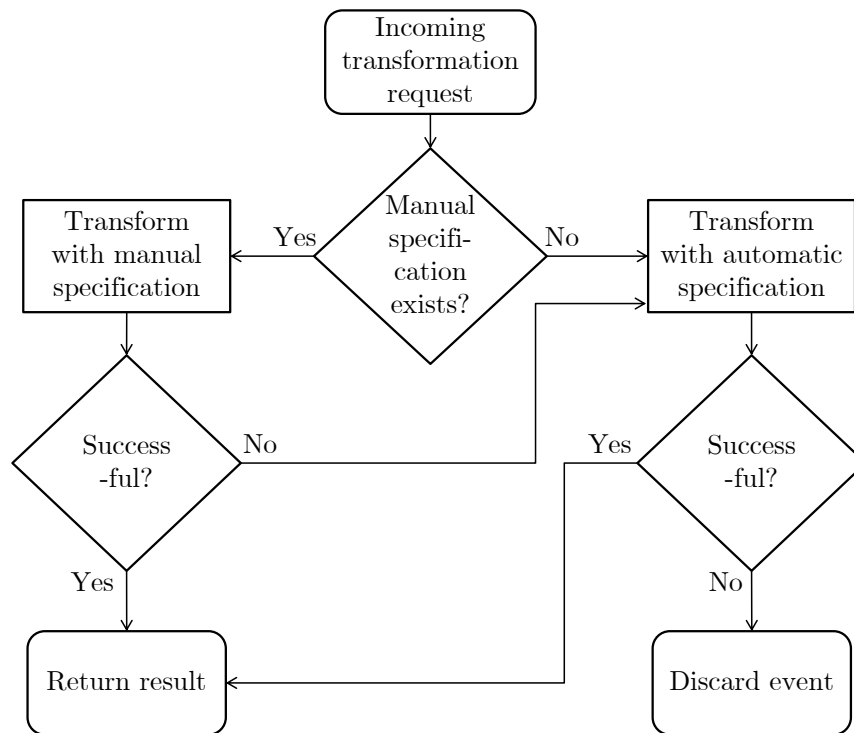 Incoming
transformation
request
Manual
specifi-
cation
exists?
Yes
No
Transform
with manual
specification
Transform
with automatic
specification
Success
-ful?
No
Yes
Success
-ful?
Yes
No
Return result
Discard event